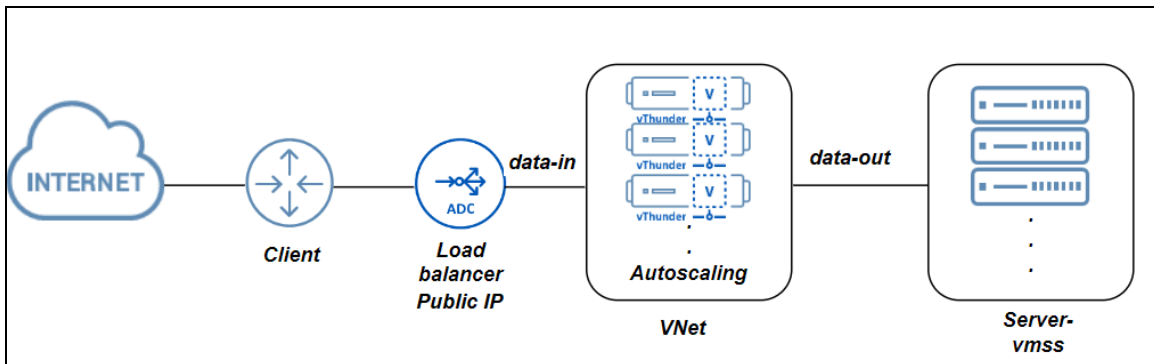 INTERNET
Client
ADC
Load
balancer
Public IP
data-in
V
vThunder
V
vThunder
V
vThunder
.
.
Autoscaling
VNet
data-out
.
.
.
Server-
vmss